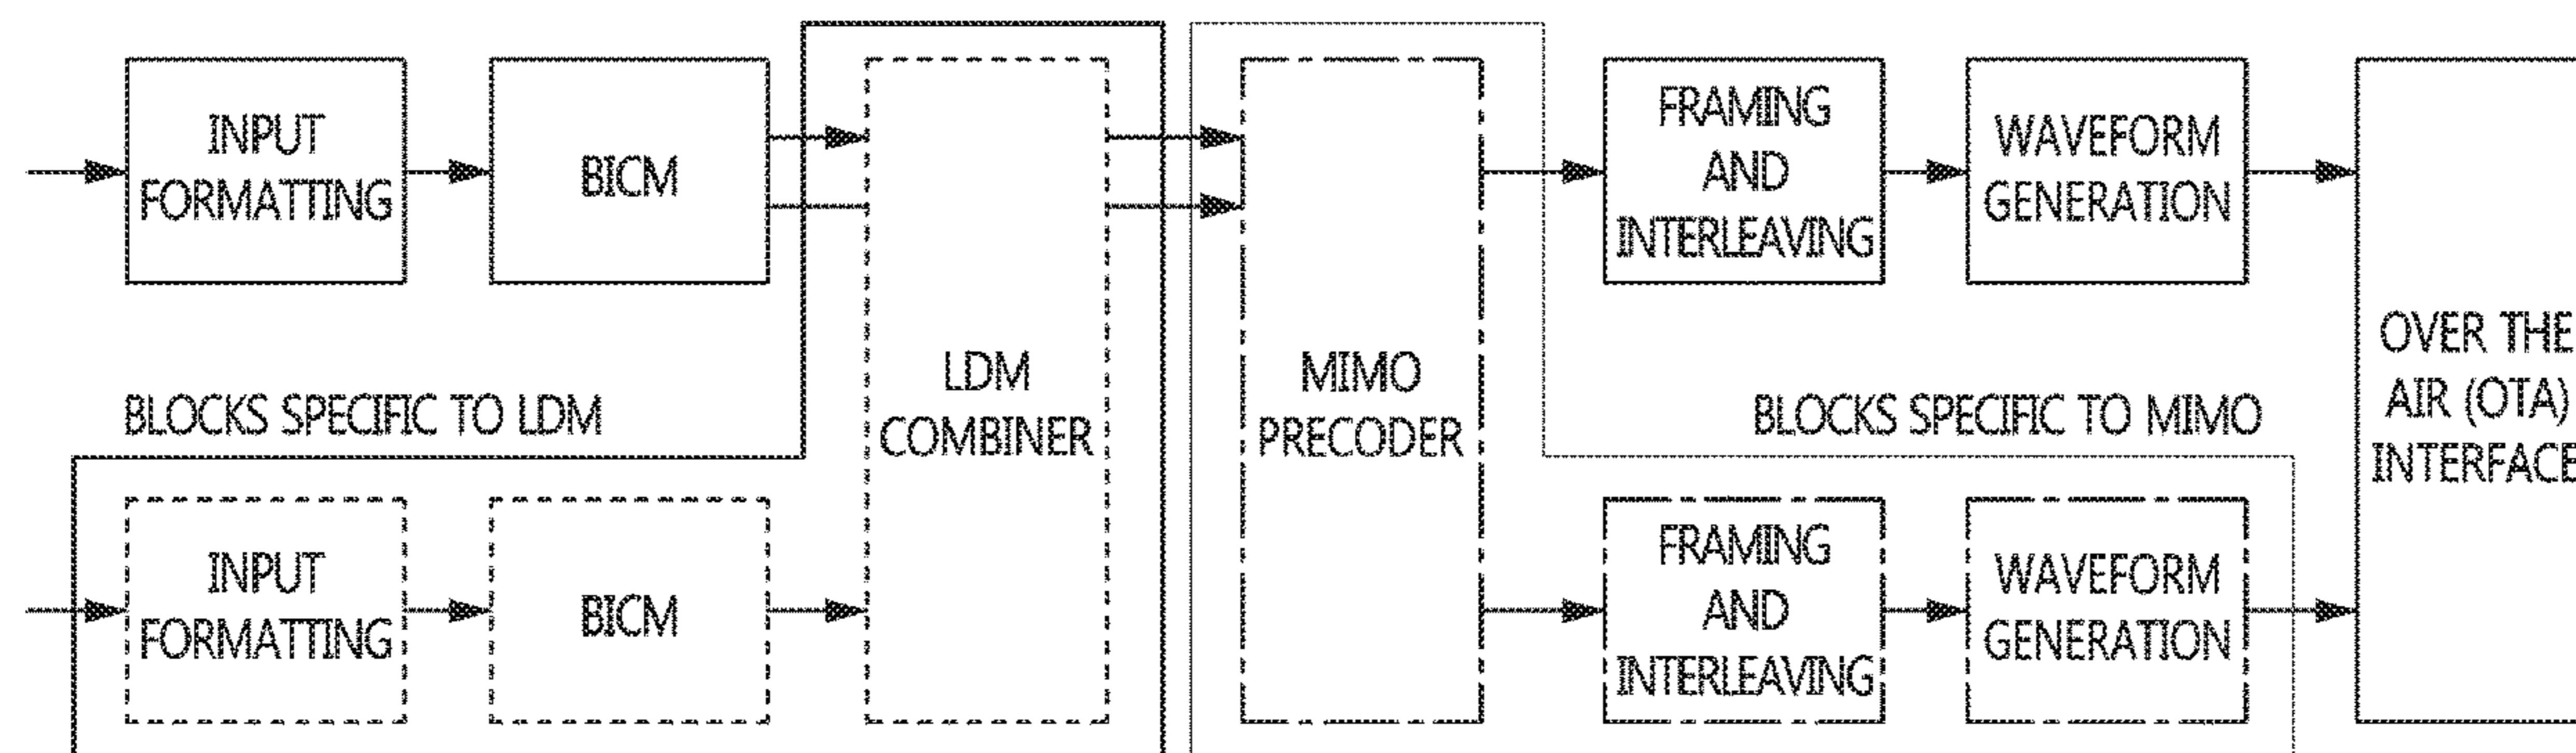 INPUT
FORMATTING
BICM
FRAMING
AND
INTERLEAVING
WAVEFORM
GENERATION
BLOCKS SPECIFIC TO LDM
LDM
COMBINER
MIMO
PRECODER
BLOCKS SPECIFIC TO MIMO
OVER THE
AIR (OTA)
INTERFACE
INPUT
FORMATTING
BICM
FRAMING
AND
INTERLEAVING
WAVEFORM
GENERATION